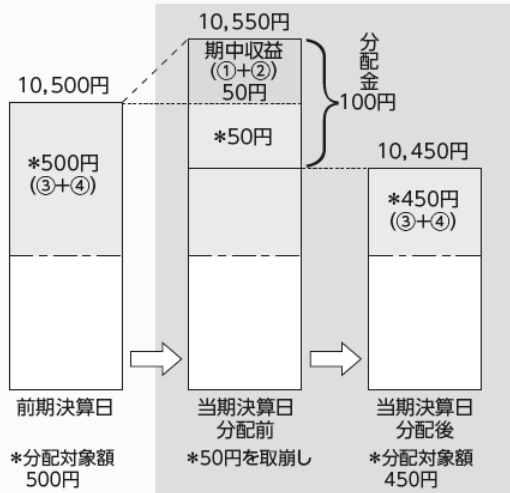 10,500円
*500円
(③+④)
前期決算日
*分配対象額
500円
10,550円
期中収益
(①+②)
50円
*50円
分配金
100円
当期決算日
分配前
*50円を取崩し
10,450円
*450円
(③+④)
当期決算日
分配後
*分配対象額
450円